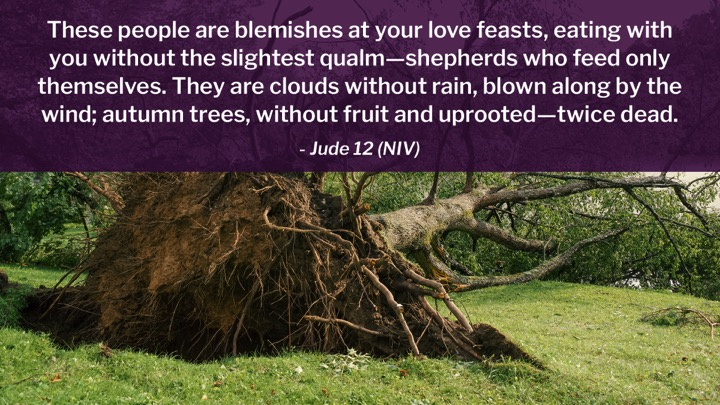 These people are blemishes at your love feasts, eating with
you without the slightest qualm—shepherds who feed only
themselves. They are clouds without rain, blown along by the
wind; autumn trees, without fruit and uprooted—twice dead.
- Jude 12 (NIV)